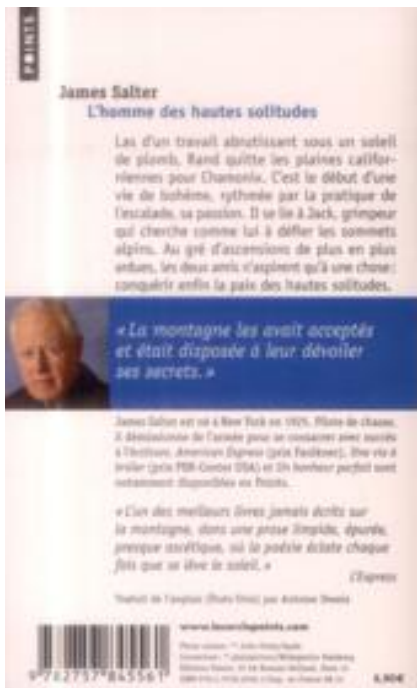 POINTS
James Salter
L'homme des hautes solitudes
Las d'un travail abrutissant sous un soleil
de plomb, Rand quitte les plaines califor-
niennes pour Chamonix. C'est le début d'une
vie de bohème, rythmée par la pratique de
l'escalade, sa passion. Il se lie à Jack, grimpeur
qui cherche comme lui à défier les sommets
alpins. Au gré d'ascensions de plus en plus
ardues, les deux amis n'aspirent qu'à une chose :
conquérir enfin la paix des hautes solitudes.
« La montagne les avait acceptés
et était disposée à leur dévoiler
ses secrets. »
James Salter est né à New York en 1925. Pilote de chasse,
il démissionne de l'armée pour se consacrer avec succès
à l'écriture. American Express (prix Faulkner), Une vie à
brûler (prix PEN Center USA) et Un bonheur parfait sont
notamment disponibles en Points.
« L'un des meilleurs livres jamais écrits sur
la montagne, dans une prose limpide, épurée,
presque ascétique, où la poésie éclate chaque
fois que se lève le soleil. »
L'Express
Traduit de l'anglais (États-Unis) par Antoine
www.lecerclepoints.com
9 782757 845561
6,90€